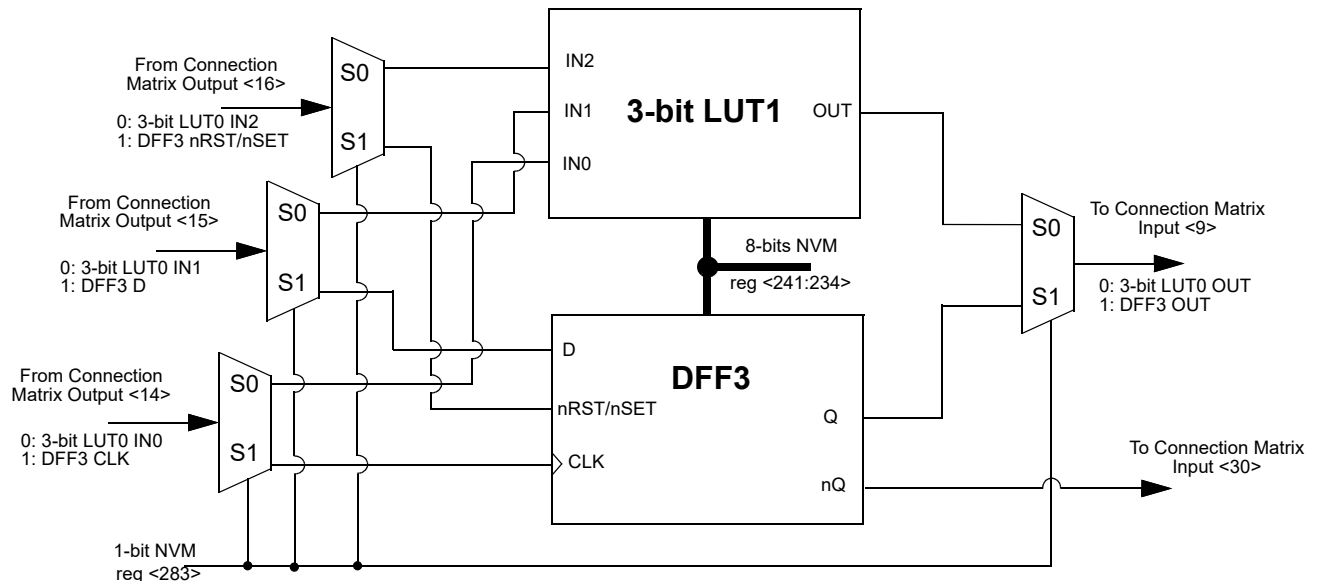 From Connection
Matrix Output <16>
0: 3-bit LUT0 IN2
1: DFF3 nRST/nSET
S0
S1
From Connection
Matrix Output <15>
0: 3-bit LUT0 IN1
1: DFF3 D
S0
S1
From Connection
Matrix Output <14>
0: 3-bit LUT0 IN0
1: DFF3 CLK
S0
S1
1-bit NVM
reg <283>
IN2
IN1
IN0
3-bit LUT1
OUT
8-bits NVM
reg <241:234>
D
nRST/nSET
CLK
DFF3
Q
nQ
S0
S1
To Connection Matrix
Input <9>
0: 3-bit LUT0 OUT
1: DFF3 OUT
To Connection Matrix
Input <30>